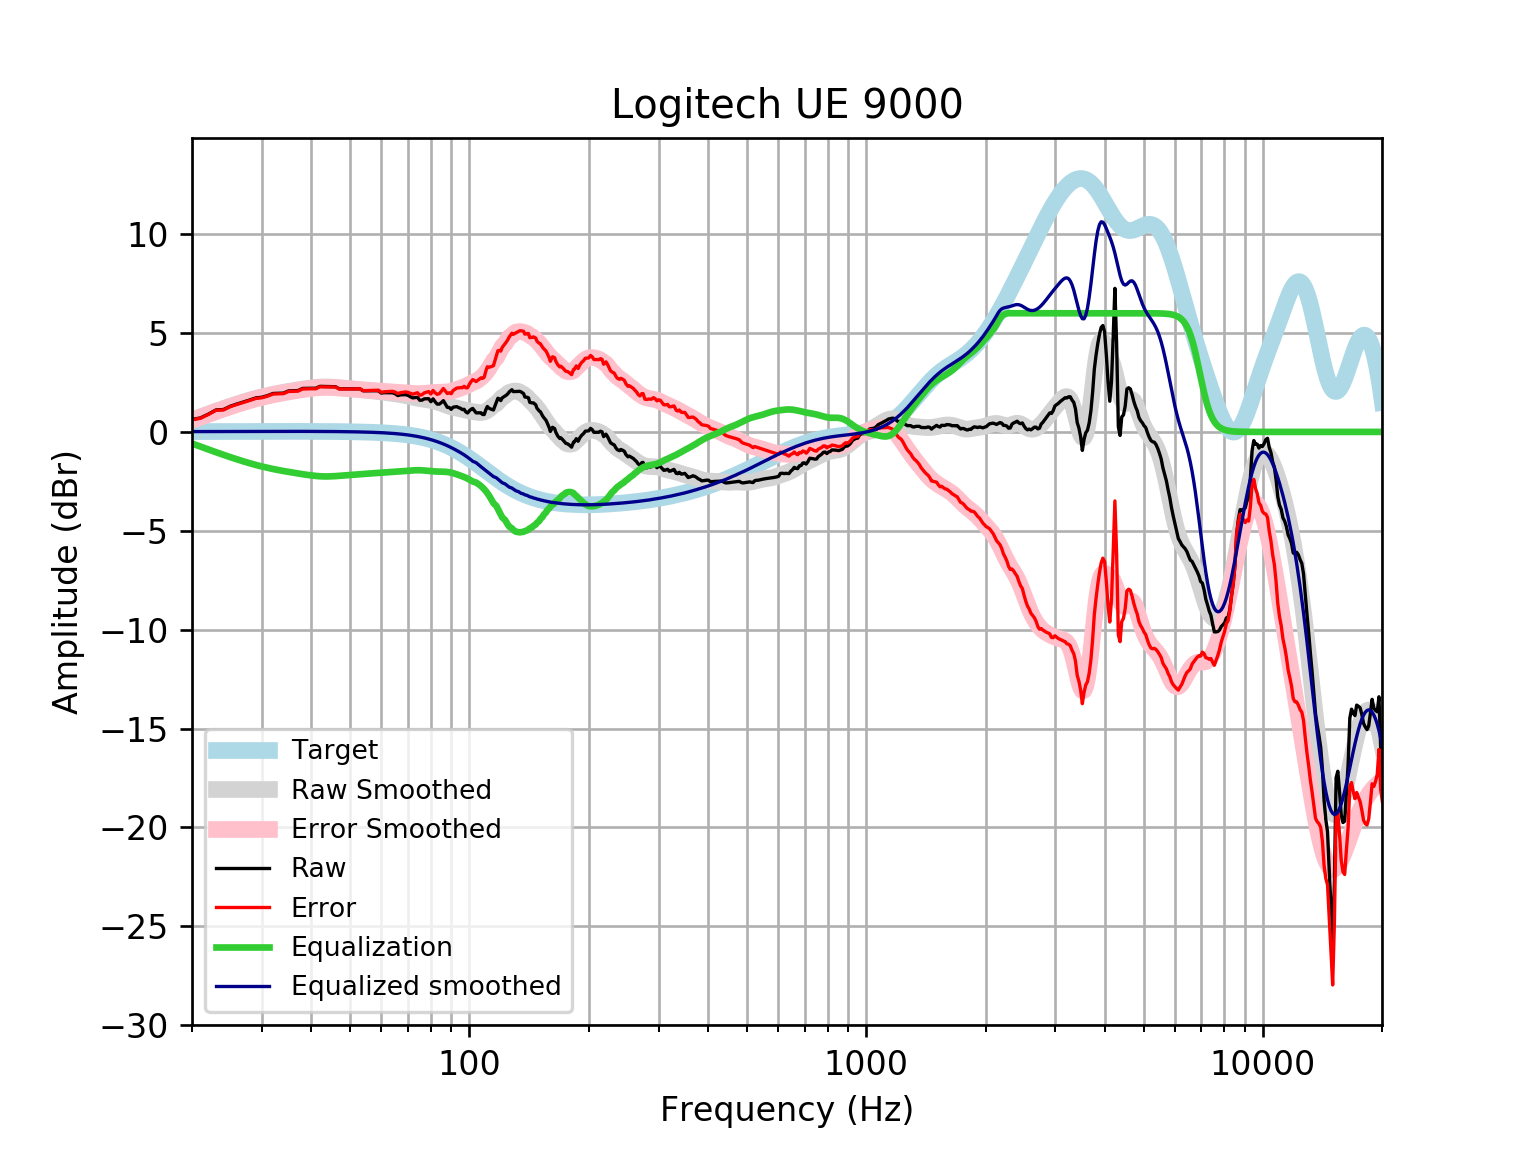 Logitech UE 9000
Amplitude (dBr)
10
5
0
−5
−10
−15
−20
−25
−30
Target
Raw Smoothed
Error Smoothed
Raw
Error
Equalization
Equalized smoothed
100
1000
10000
Frequency (Hz)